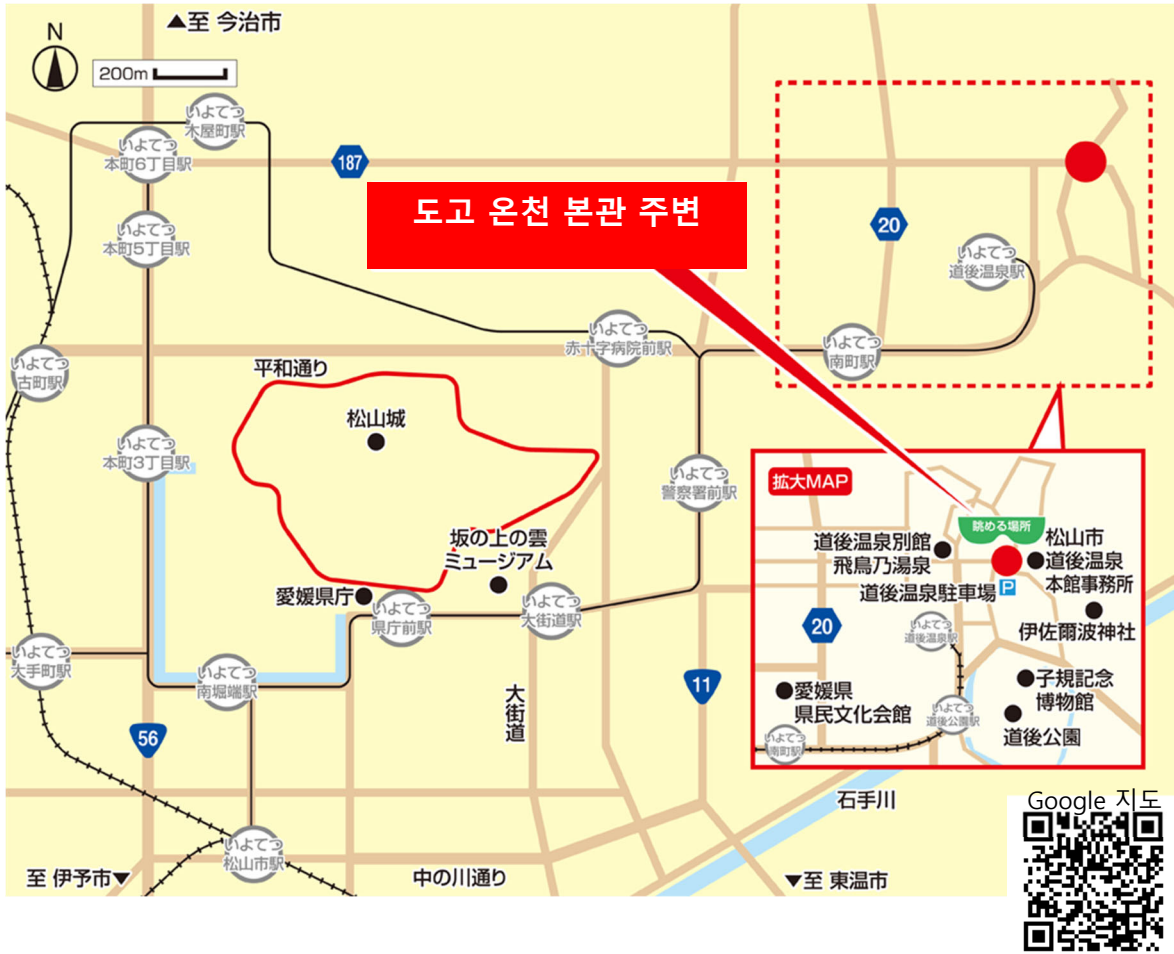 ▲至 今治市
N
200m
いよてつ
木屋町駅
いよてつ
本町6丁目駅
187
도고 온천 본관 주변
20
いよてつ
本町5丁目駅
いよてつ
道後温泉駅
いよてつ
赤十字病院前駅
いよてつ
南町駅
いよてつ
古町駅
平和通り
松山城
いよてつ
本町3丁目駅
いよてつ
警察署前駅
坂の上の雲
ミュージアム
愛媛県庁
いよてつ
県庁前駅
いよてつ
大街道駅
いよてつ
大手町駅
いよてつ
南堀端駅
大街道
11
56
拡大MAP
眺める場所
道後温泉別館
飛鳥乃湯泉
松山市
道後温泉
本館事務所
道後温泉駐車場
P
20
いよてつ
道後温泉駅
伊佐爾波神社
子規記念
博物館
愛媛県
県民文化会館
いよてつ
道後公園駅
道後公園
いよてつ
南町駅
石手川
Google 지도
いよてつ
松山市駅
至 伊予市▼
中の川通り
▼至 東温市